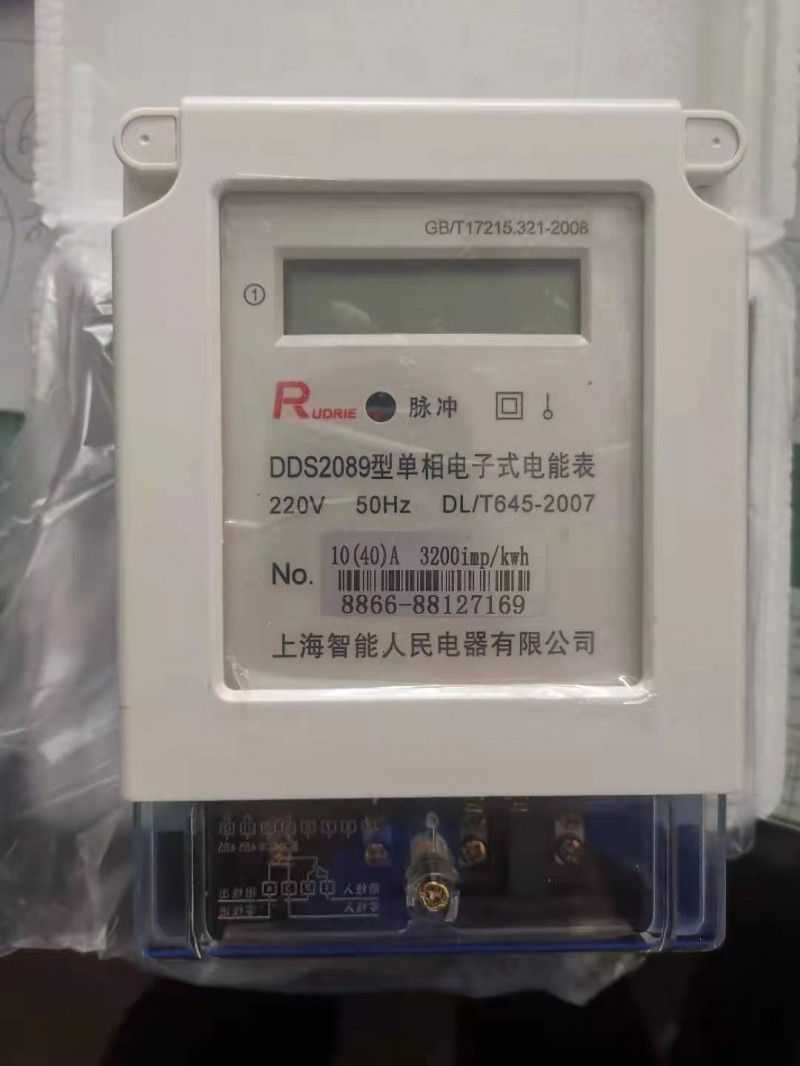 GB/T17215.321-2008
①
RUDRIE 脉冲
DDS2089型单相电子式电能表
220V 50Hz DL/T645-2007
10(40)A 3200imp/kwh
No.
8866-88127169
上海智能人民电器有限公司